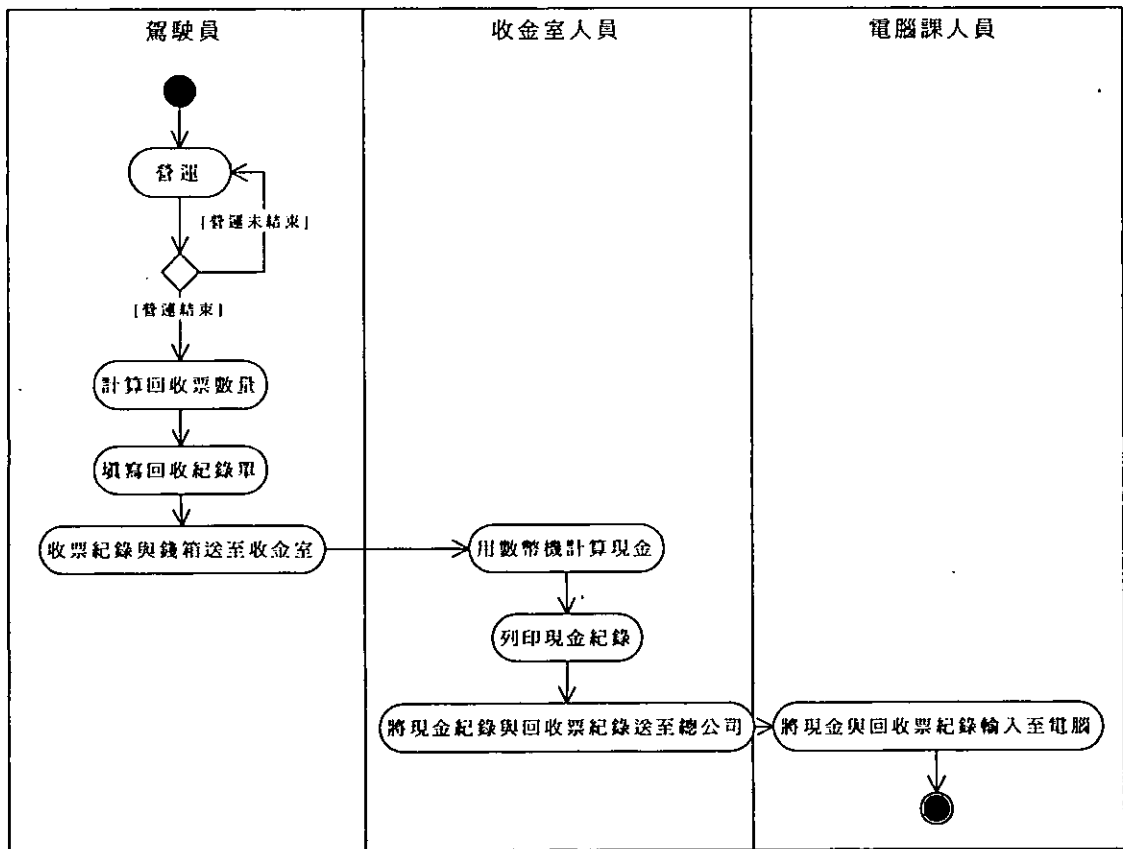 駕駛員
收金室人員
電腦課人員
營運
[營運未結束]
[營運結束]
計算回收票數量
填寫回收紀錄單
收票紀錄與錢箱送至收金室
用數幣機計算現金
列印現金紀錄
將現金紀錄與回收票紀錄送至總公司
將現金與回收票紀錄輸入至電腦